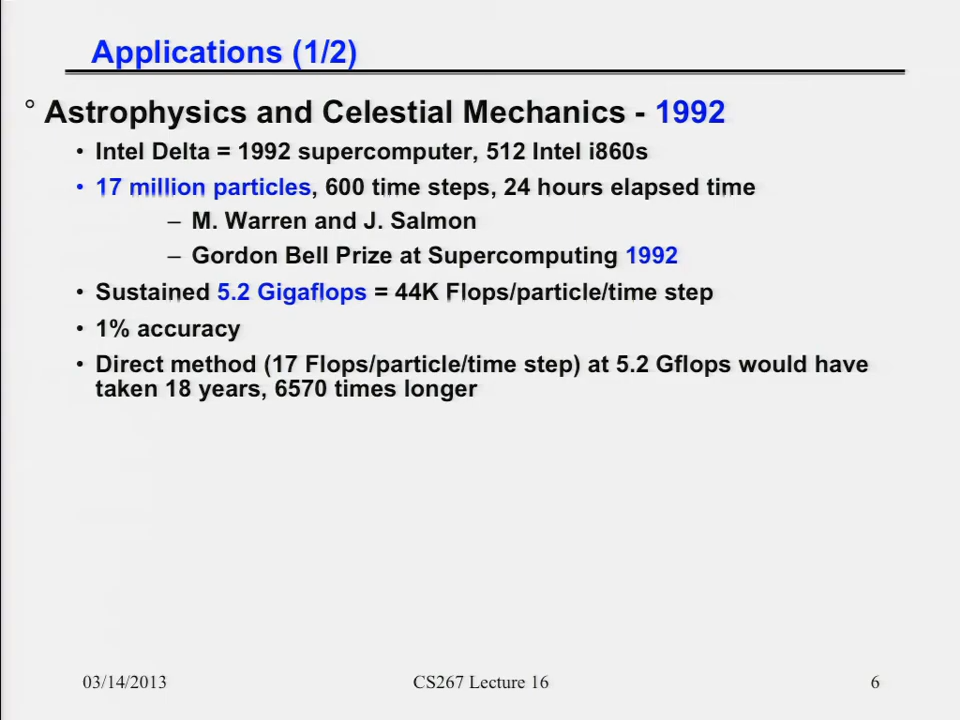 Applications (1/2)
° Astrophysics and Celestial Mechanics - 1992
• Intel Delta = 1992 supercomputer, 512 Intel i860s
• 17 million particles, 600 time steps, 24 hours elapsed time
– M. Warren and J. Salmon
– Gordon Bell Prize at Supercomputing 1992
• Sustained 5.2 Gigaflops = 44K Flops/particle/time step
• 1% accuracy
• Direct method (17 Flops/particle/time step) at 5.2 Gflops would have
taken 18 years, 6570 times longer
03/14/2013 CS267 Lecture 16 6